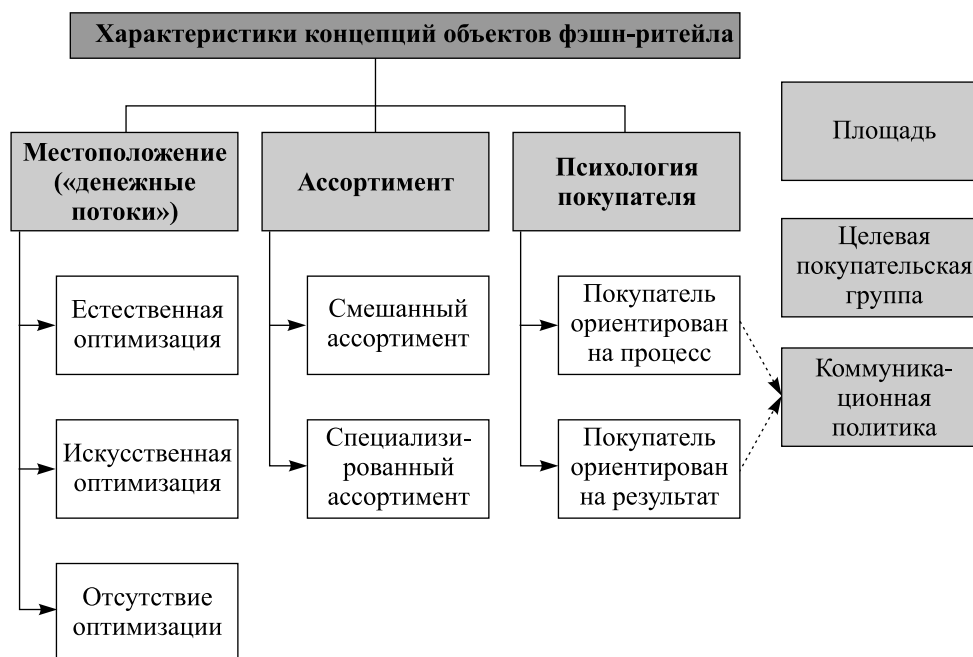 Характеристики концепций объектов фэшн-ритейла
Местоположение
(«денежные
потоки»)
Естественная
оптимизация
Искусственная
оптимизация
Отсутствие
оптимизации
Ассортимент
Смешанный
ассортимент
Специализи-
рованный
ассортимент
Психология
покупателя
Покупатель
ориентирован
на процесс
Покупатель
ориентирован
на результат
Площадь
Целевая
покупательская
группа
Коммуника-
ционная
политика